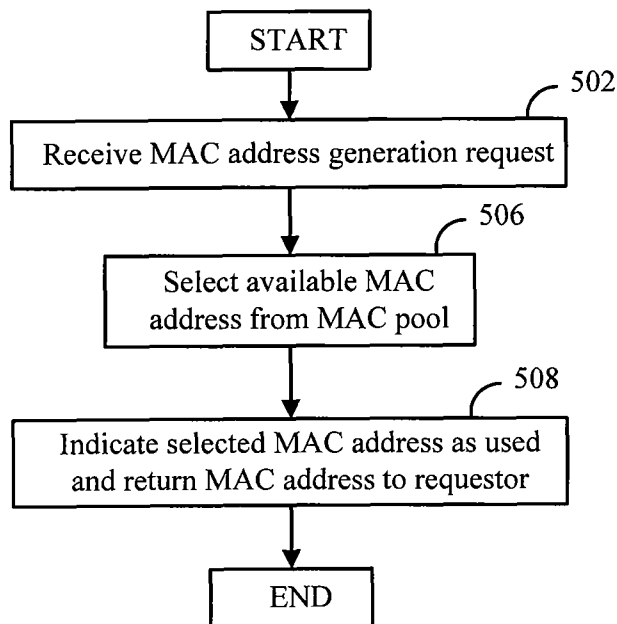 START
502
Receive MAC address generation request
506
Select available MAC
address from MAC pool
508
Indicate selected MAC address as used
and return MAC address to requestor
END